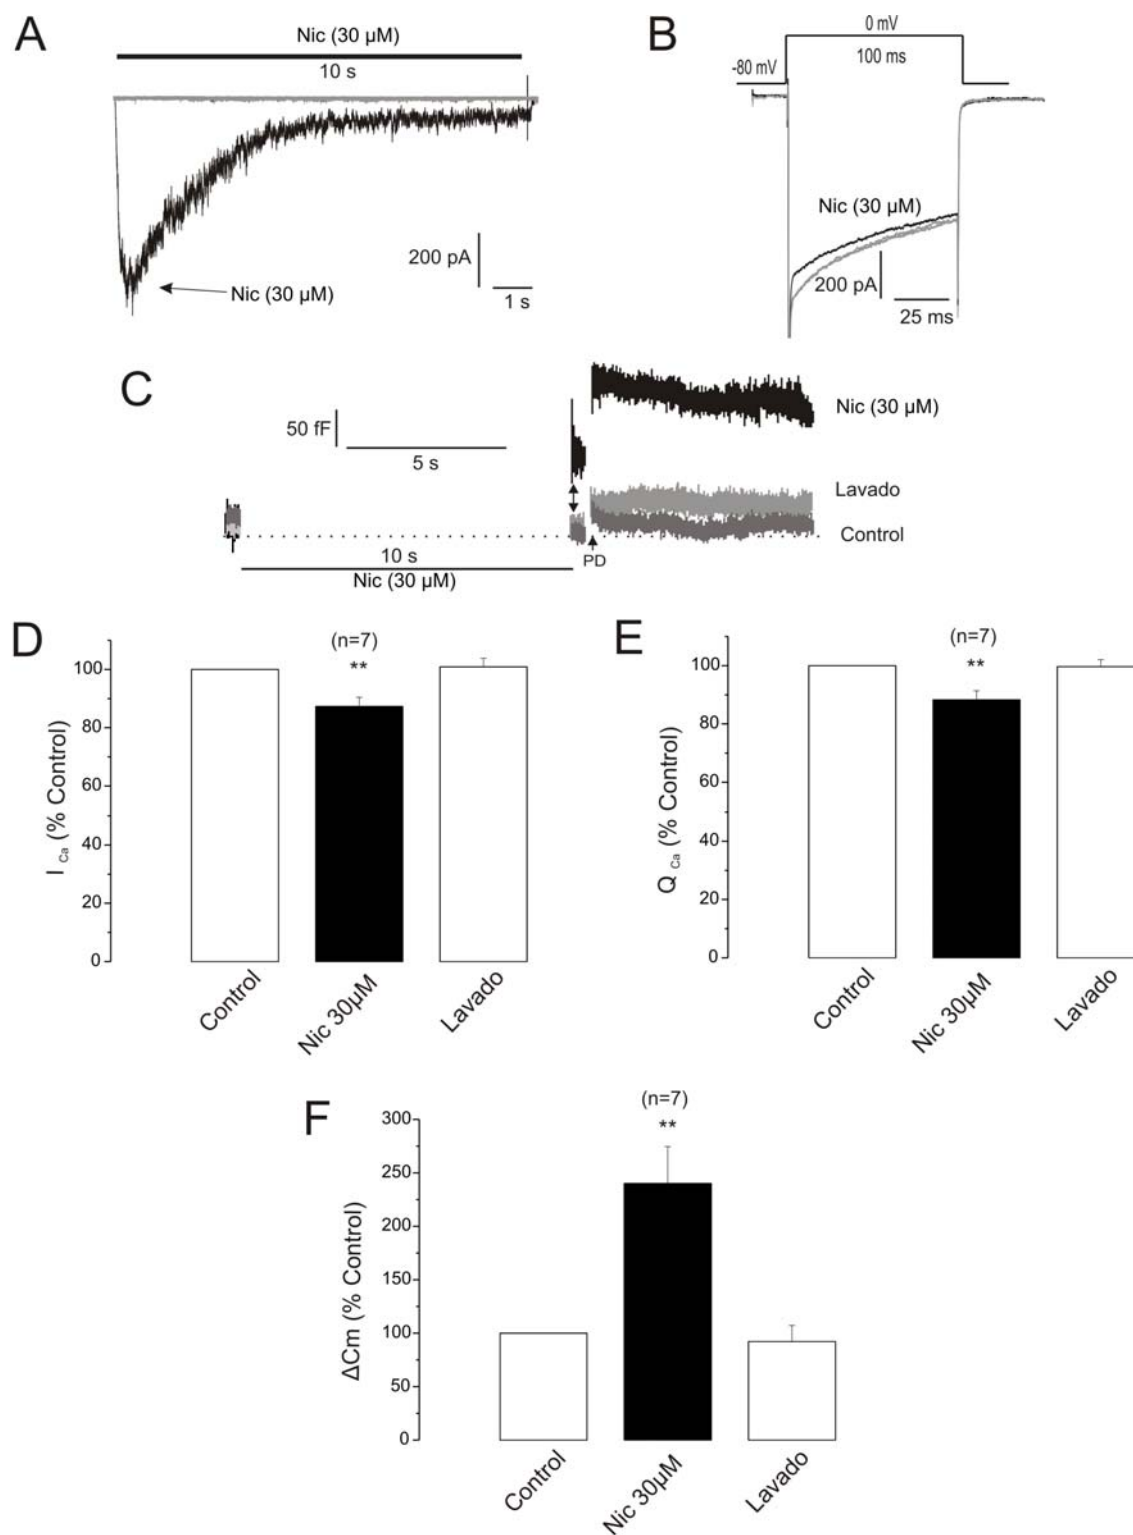 A
Nic (30 µM)
10 s
200 pA
1 s
Nic (30 µM)
B
0 mV
100 ms
-80 mV
Nic (30 µM)
200 pA
25 ms
C
50 fF
5 s
Nic (30 µM)
Lavado
Control
10 s
PD
Nic (30 µM)
D
(n=7)
**
I Ca (% Control)
100
80
60
40
20
0
Control
Nic 30µM
Lavado
E
(n=7)
**
Q Ca (% Control)
100
80
60
40
20
0
Control
Nic 30µM
Lavado
F
(n=7)
**
ΔCm (% Control)
300
250
200
150
100
50
0
Control
Nic 30µM
Lavado